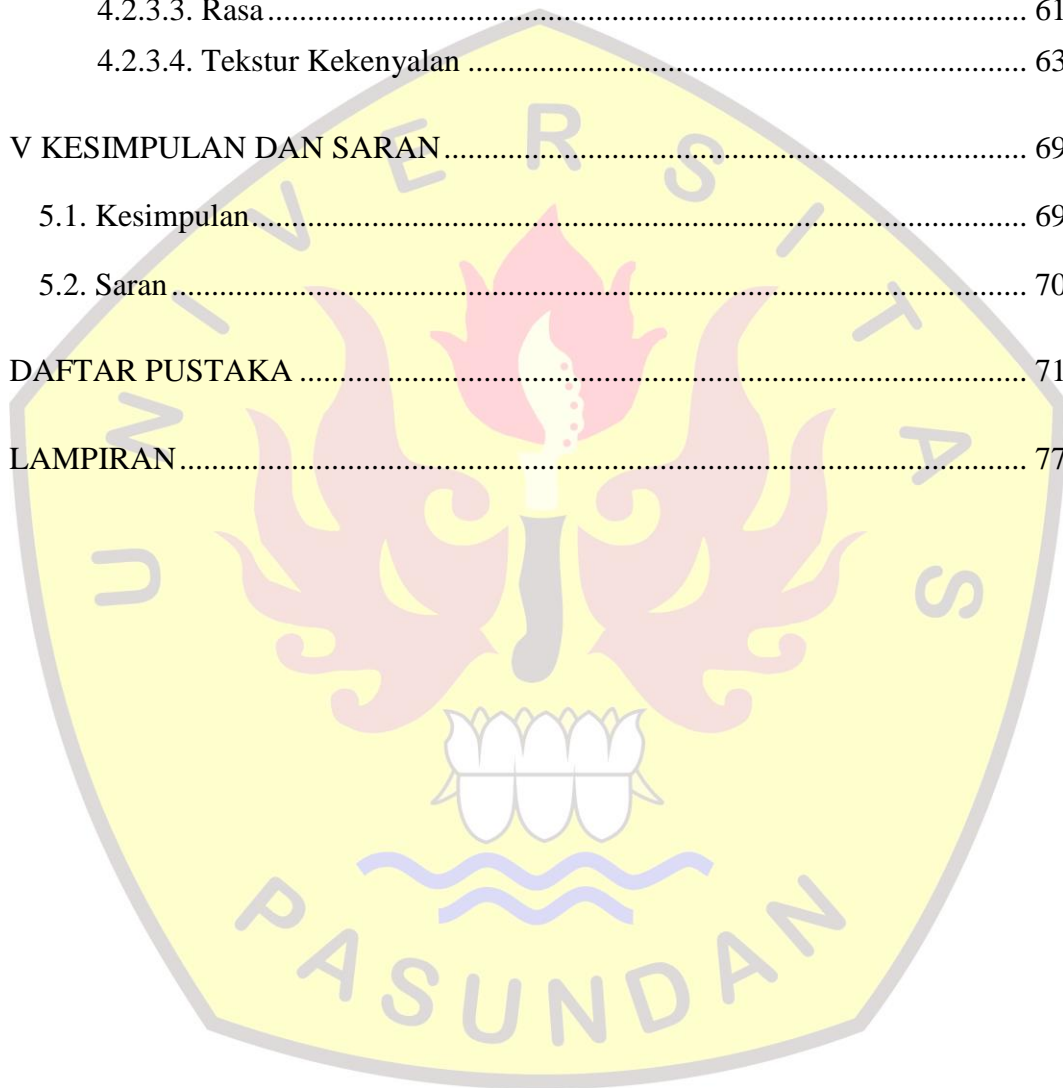 4.2.3.3. Rasa ........................................................................................ 61
4.2.3.4. Tekstur Kekenyalan ................................................................ 63
V KESIMPULAN DAN SARAN .................................................................. 69
5.1. Kesimpulan ........................................................................................ 69
5.2. Saran .................................................................................................. 70
DAFTAR PUSTAKA .................................................................................... 71
LAMPIRAN ................................................................................................... 77
UNIVERSITAS
PASUNDAN